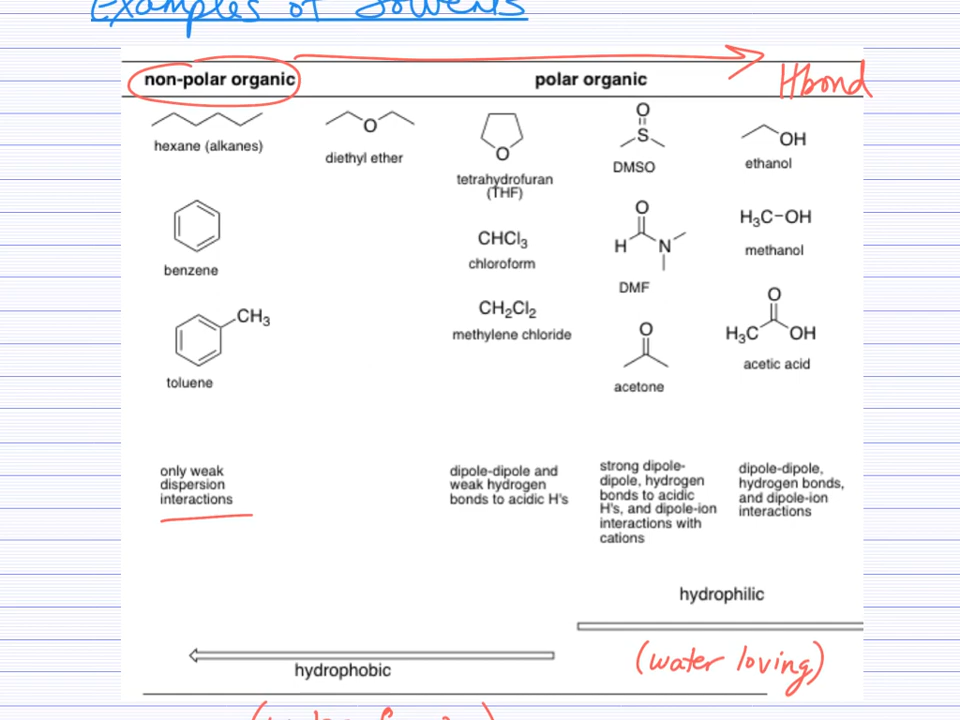 Examples of Solvents
non-polar organic
polar organic
H bond
hexane (alkanes)
O
diethyl ether
O
tetrahydrofuran
(THF)
O
S
DMSO
OH
ethanol
benzene
CHCl3
chloroform
O
H N
DMF
H3C-OH
methanol
CH3
toluene
CH2Cl2
methylene chloride
O
acetone
O
H3C OH
acetic acid
only weak
dispersion
interactions
dipole-dipole and
weak hydrogen
bonds to acidic H's
strong dipole-
dipole, hydrogen
bonds to acidic
H's, and dipole-ion
interactions with
cations
dipole-dipole,
hydrogen bonds,
and dipole-ion
interactions
hydrophilic
(water loving)
hydrophobic